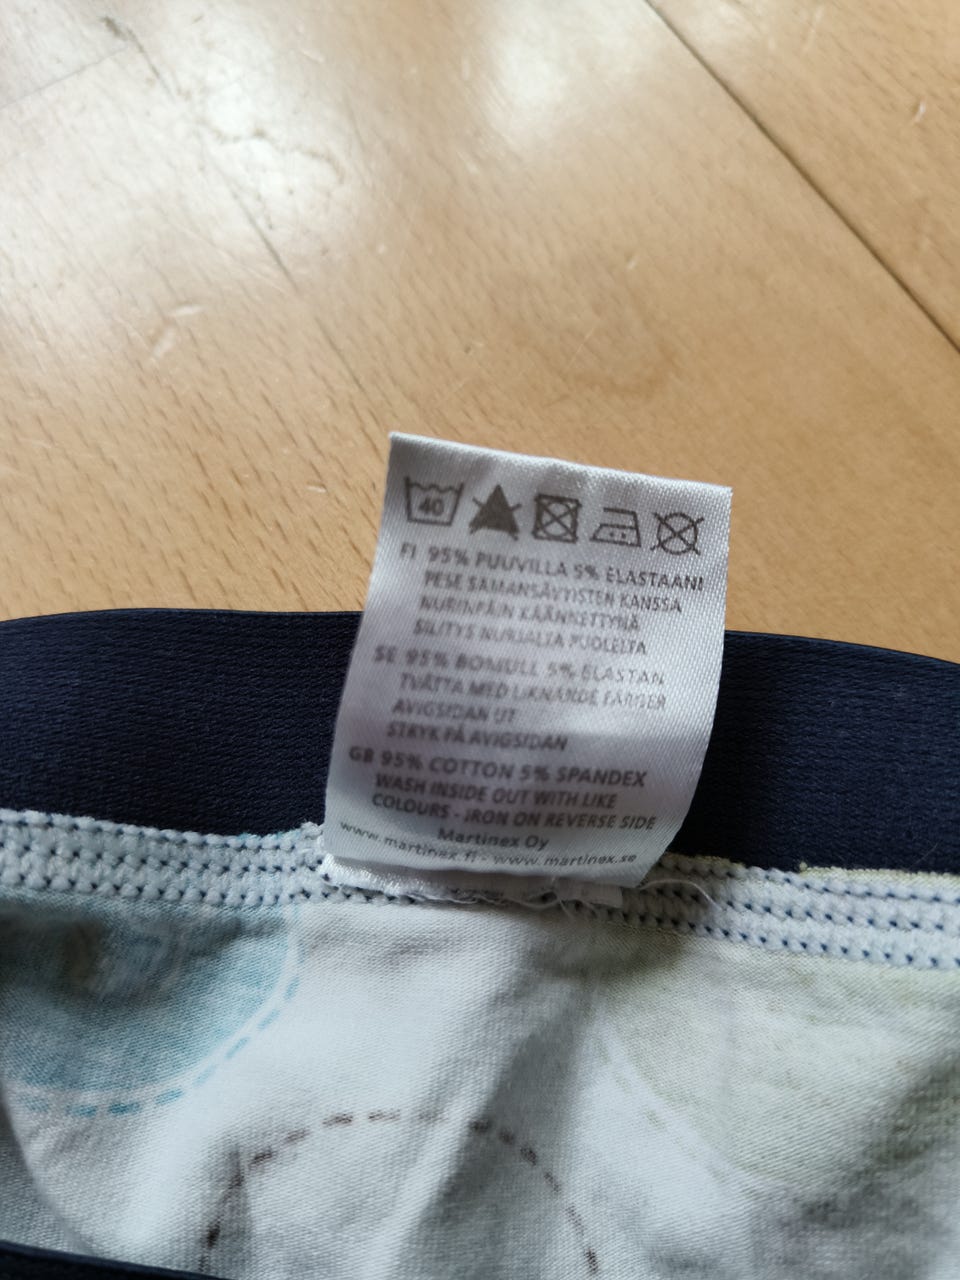 40
FI 95% PUUVILLA 5% ELASTAANI
PESE SAMANSÄVYISTEN KANSSA
NURINPÄIN KÄÄNNETTYNÄ
SILITYS NURJALTA PUOLELTA
SE 95% BOMULL 5% ELASTAN
TVÄTTA MED LIKNANDE FÄRGER
AVIGSIDAN UT
STRYK PÅ AVIGSIDAN
GB 95% COTTON 5% SPANDEX
WASH INSIDE OUT WITH LIKE
COLOURS - IRON ON REVERSE SIDE
Martinex Oy
www.martinex.fi - www.martinex.se